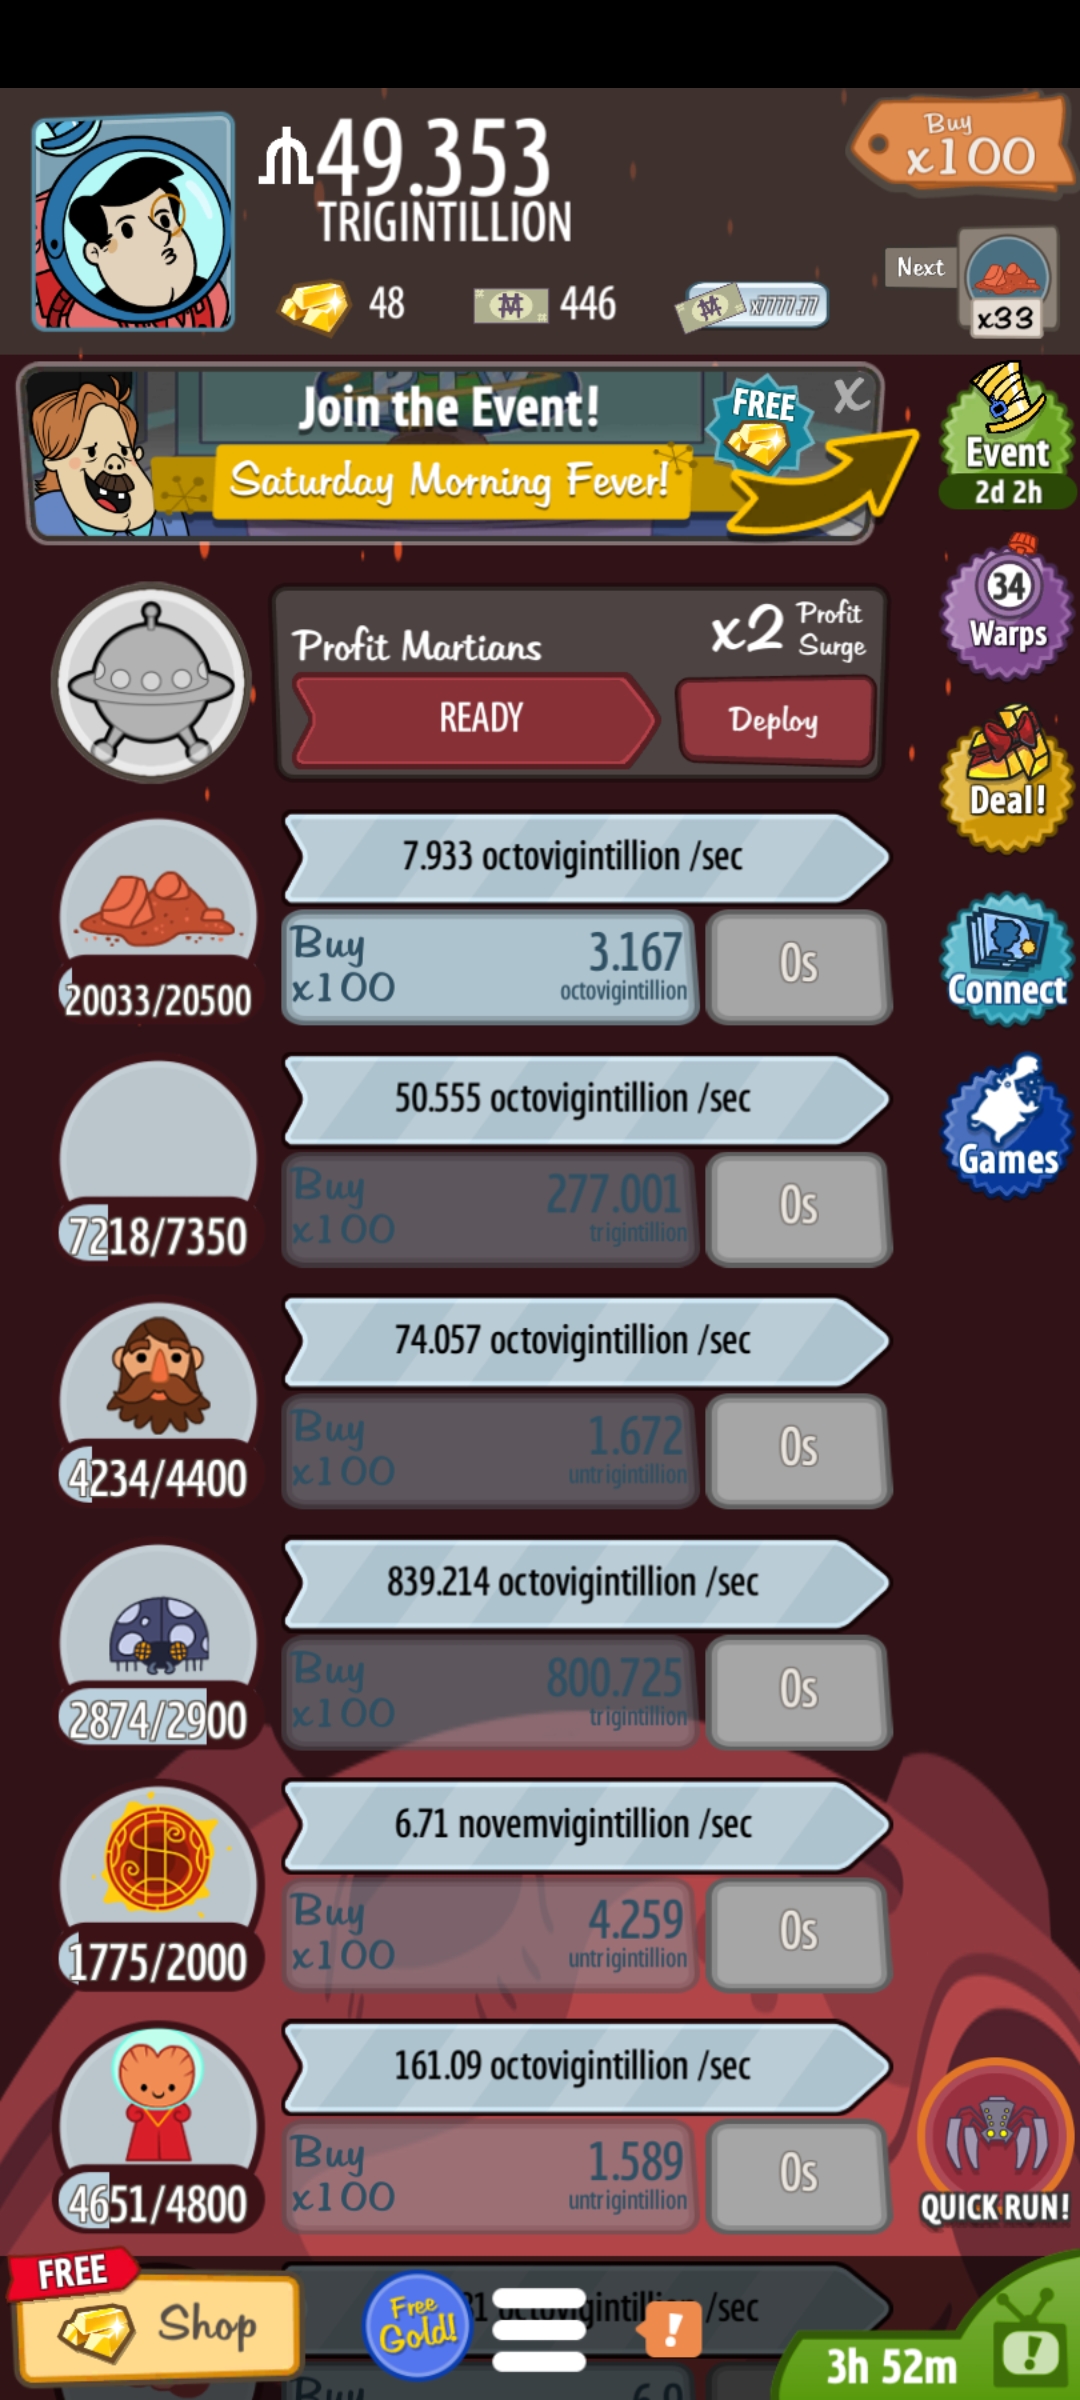 49.353
TRIGINTILLION
Buy
x100
48
446
x7777.77
Next
x33
Join the Event!
FREE
X
Saturday Morning Fever!
Event
2d 2h
34
Warps
Profit Martians
x2 Profit
Surge
READY
Deploy
Deal!
7.933 octovigintillion /sec
Buy
x100
3.167
octovigintillion
0s
20033/20500
Connect
50.555 octovigintillion /sec
Buy
x100
277.001
trigintillion
0s
7218/7350
Games
74.057 octovigintillion /sec
Buy
x100
1.672
untrigintillion
0s
4234/4400
839.214 octovigintillion /sec
Buy
x100
800.725
trigintillion
0s
2874/2900
6.71 novemvigintillion /sec
Buy
x100
4.259
untrigintillion
0s
1775/2000
161.09 octovigintillion /sec
Buy
x100
1.589
untrigintillion
0s
4651/4800
QUICK RUN!
FREE
Shop
Free
Gold!
/sec
!
3h 52m
!
Buy